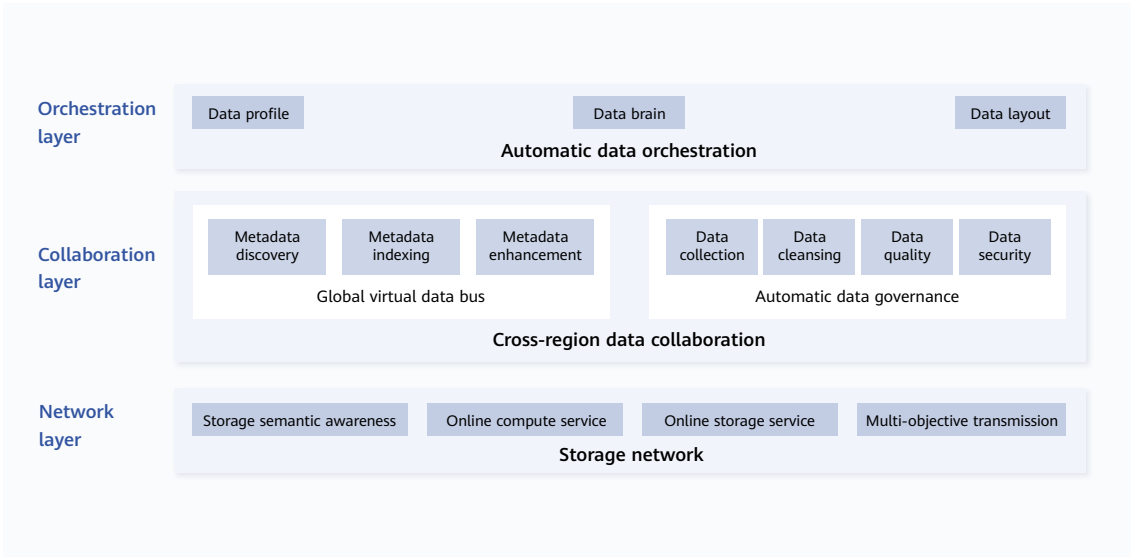 Orchestration
layer
Data profile
Data brain
Data layout
Automatic data orchestration
Collaboration
layer
Metadata
discovery
Metadata
indexing
Metadata
enhancement
Global virtual data bus
Data
collection
Data
cleansing
Data
quality
Data
security
Automatic data governance
Cross-region data collaboration
Network
layer
Storage semantic awareness
Online compute service
Online storage service
Multi-objective transmission
Storage network